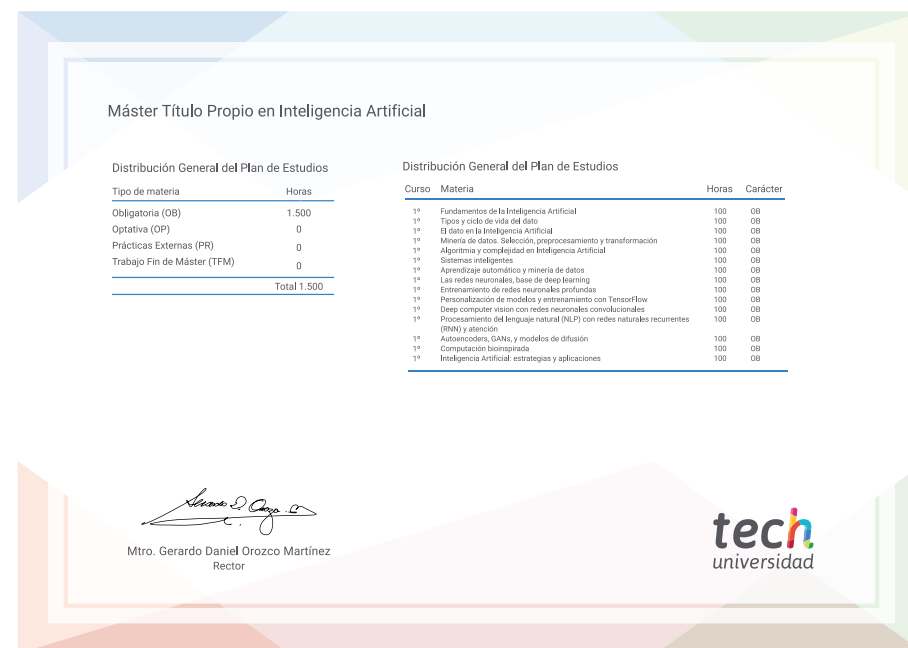 Máster Título Propio en Inteligencia Artificial
Distribución General del Plan de Estudios
Tipo de materia Horas
Obligatoria (OB) 1.500
Optativa (OP) 0
Prácticas Externas (PR) 0
Trabajo Fin de Máster (TFM) 0
Total 1.500
Distribución General del Plan de Estudios
Curso Materia Horas Carácter
1º Fundamentos de la Inteligencia Artificial 100 OB
1º Tipos y ciclo de vida del dato 100 OB
1º El dato en la Inteligencia Artificial 100 OB
1º Minería de datos. Selección, preprocesamiento y transformación 100 OB
1º Algoritmia y complejidad en Inteligencia Artificial 100 OB
1º Sistemas inteligentes 100 OB
1º Aprendizaje automático y minería de datos 100 OB
1º Las redes neuronales, base de deep learning 100 OB
1º Entrenamiento de redes neuronales profundas 100 OB
1º Personalización de modelos y entrenamiento con TensorFlow 100 OB
1º Deep computer vision con redes neuronales convolucionales 100 OB
1º Procesamiento del lenguaje natural (NLP) con redes naturales recurrentes 100 OB
(RNN) y atención
1º Autoencoders, GANs, y modelos de difusión 100 OB
1º Computación bioinspirada 100 OB
1º Inteligencia Artificial: estrategias y aplicaciones 100 OB
Mtro. Gerardo Daniel Orozco Martínez
Rector
tech
universidad